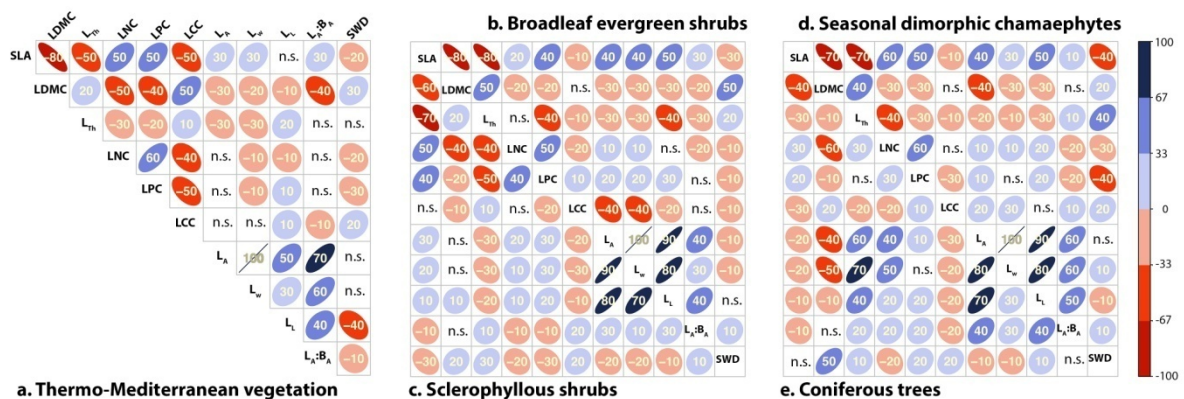 b. Broadleaf evergreen shrubs
d. Seasonal dimorphic chamaephytes
LDMC L_Th LNC LPC LCC L_A L_w L_L L_A:B_A SWD
SLA −80 −50 50 50 −50 30 30 n.s. 30 −20
LDMC 20 −50 −40 50 −30 −30 −20 −40 30
L_Th −30 −20 10 −30 −30 20 n.s. n.s.
LNC 60 −40 n.s. −10 −10 n.s. −20
LPC −50 n.s. −10 10 n.s. −30
LCC n.s. n.s. 10 −10 20
L_A 100 50 70 n.s.
L_w 30 60 n.s.
L_L 40 −40
L_A:B_A −10
a. Thermo-Mediterranean vegetation
SLA −80 −80 20 40 −10 40 40 50 10 −30
−60 LDMC 50 −20 −20 n.s. −20 −20 −20 20 50
−70 20 L_Th n.s. −40 −10 −20 −20 −40 −30 20
50 −40 −40 LNC 50 −20 10 10 n.s. −20 −10
40 −20 −50 40 LPC 10 20 20 30 n.s. −10
n.s. −10 10 n.s. −20 LCC −40 −40 −20 −20 20
30 n.s. −30 20 30 −20 L_A 100 90 40 −20
20 n.s. −30 10 20 −10 90 L_w 80 30 −20
10 10 −20 10 10 −10 80 70 L_L 40 n.s.
−10 n.s. 10 −10 −10 20 30 10 30 L_A:B_A 10
−30 20 30 −30 −30 20 −20 −20 −10 n.s. SWD
c. Sclerophyllous shrubs
SLA −70 −70 60 50 −10 30 20 50 10 −40
−40 LDMC 40 −30 −30 n.s. −40 −30 −30 10 20
−10 −10 L_Th −40 −30 −10 −20 −10 −30 20 40
30 −60 30 LNC 60 −10 10 10 10 −20 −30
30 n.s. 30 LPC −30 10 10 20 n.s. −40
−30 20 −20 −20 −30 LCC 20 20 10 n.s. 10
n.s. −40 60 40 10 −10 L_A 100 90 60 n.s.
−20 −50 70 50 10 −10 80 L_w 80 60 −10
−10 −20 40 20 20 −10 70 30 L_L 50 −10
−20 n.s. 20 20 20 −20 40 30 40 L_A:B_A 10
n.s. 50 10 −20 20 20 10 10 10 n.s. SWD
e. Coniferous trees
100
67
33
0
-33
-67
-100